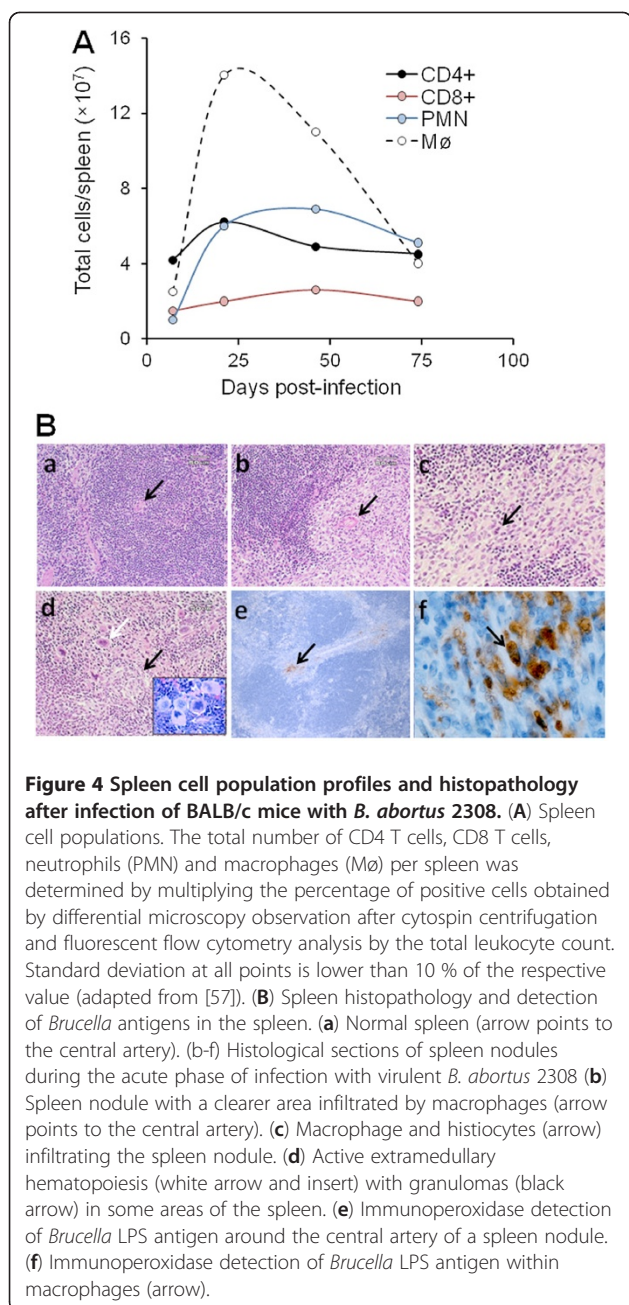 A
16
12
8
4
0
Total cells/spleen (×10⁷)
CD4+
CD8+
PMN
Mø
0 25 50 75 100
Days post-infection
B
a b c
d e f
Figure 4 Spleen cell population profiles and histopathology
after infection of BALB/c mice with B. abortus 2308. (A) Spleen
cell populations. The total number of CD4 T cells, CD8 T cells,
neutrophils (PMN) and macrophages (Mø) per spleen was
determined by multiplying the percentage of positive cells obtained
by differential microscopy observation after cytospin centrifugation
and fluorescent flow cytometry analysis by the total leukocyte count.
Standard deviation at all points is lower than 10 % of the respective
value (adapted from [57]). (B) Spleen histopathology and detection
of Brucella antigens in the spleen. (a) Normal spleen (arrow points to
the central artery). (b-f) Histological sections of spleen nodules
during the acute phase of infection with virulent B. abortus 2308 (b)
Spleen nodule with a clearer area infiltrated by macrophages (arrow
points to the central artery). (c) Macrophage and histiocytes (arrow)
infiltrating the spleen nodule. (d) Active extramedullary
hematopoiesis (white arrow and insert) with granulomas (black
arrow) in some areas of the spleen. (e) Immunoperoxidase detection
of Brucella LPS antigen around the central artery of a spleen nodule.
(f) Immunoperoxidase detection of Brucella LPS antigen within
macrophages (arrow).